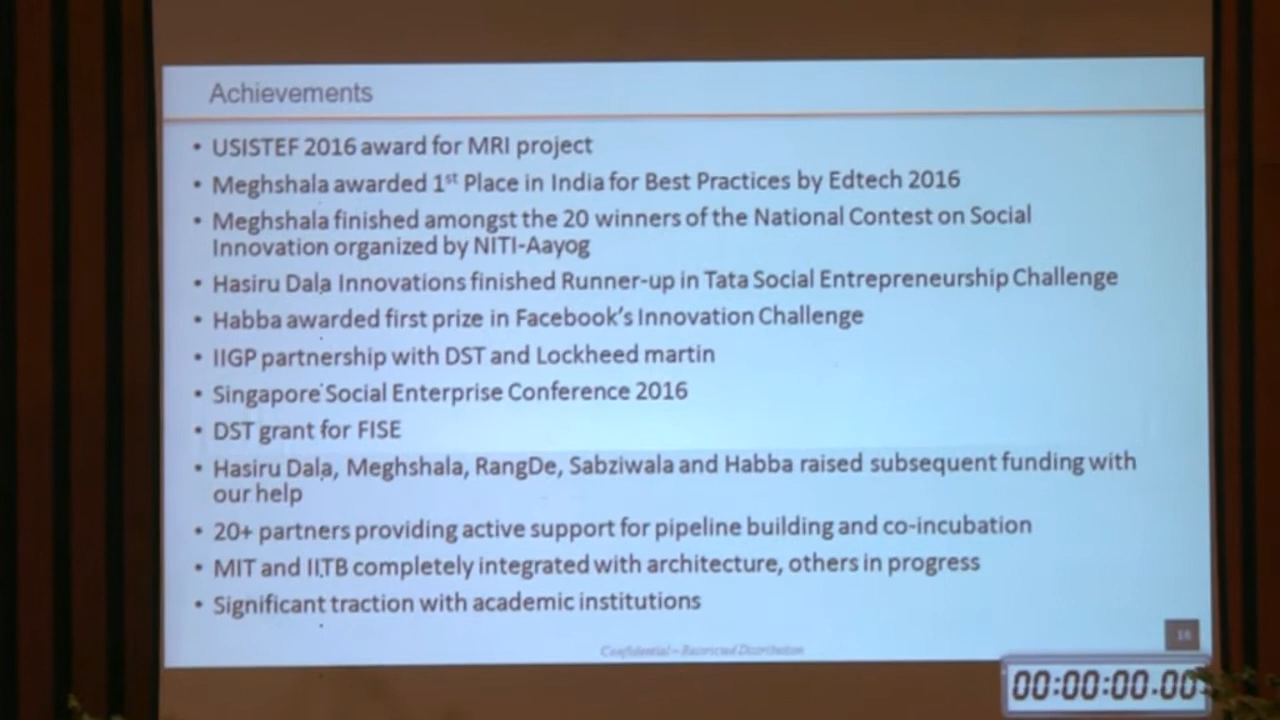 Achievements
• USISTEF 2016 award for MRI project
• Meghshala awarded 1st Place in India for Best Practices by Edtech 2016
• Meghshala finished amongst the 20 winners of the National Contest on Social
Innovation organized by NITI-Aayog
• Hasiru Dala Innovations finished Runner-up in Tata Social Entrepreneurship Challenge
• Habba awarded first prize in Facebook's Innovation Challenge
• IIGP partnership with DST and Lockheed martin
• Singapore Social Enterprise Conference 2016
• DST grant for FISE
• Hasiru Dala, Meghshala, RangDe, Sabziwala and Habba raised subsequent funding with
our help
• 20+ partners providing active support for pipeline building and co-incubation
• MIT and IITB completely integrated with architecture, others in progress
• Significant traction with academic institutions
16
Confidential – Restricted Distribution
00:00:00.00